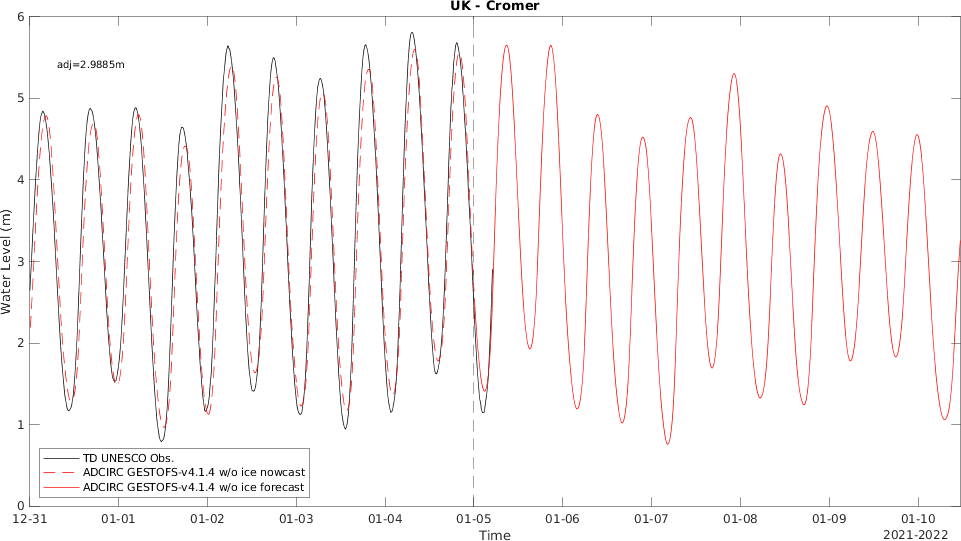 UK - Cromer
6
adj=2.9885m
5
4
3
2
1
0
Water Level (m)
TD UNESCO Obs.
ADCIRC GESTOFS-v4.1.4 w/o ice nowcast
ADCIRC GESTOFS-v4.1.4 w/o ice forecast
12-31 01-01 01-02 01-03 01-04 01-05 01-06 01-07 01-08 01-09 01-10
Time
2021-2022